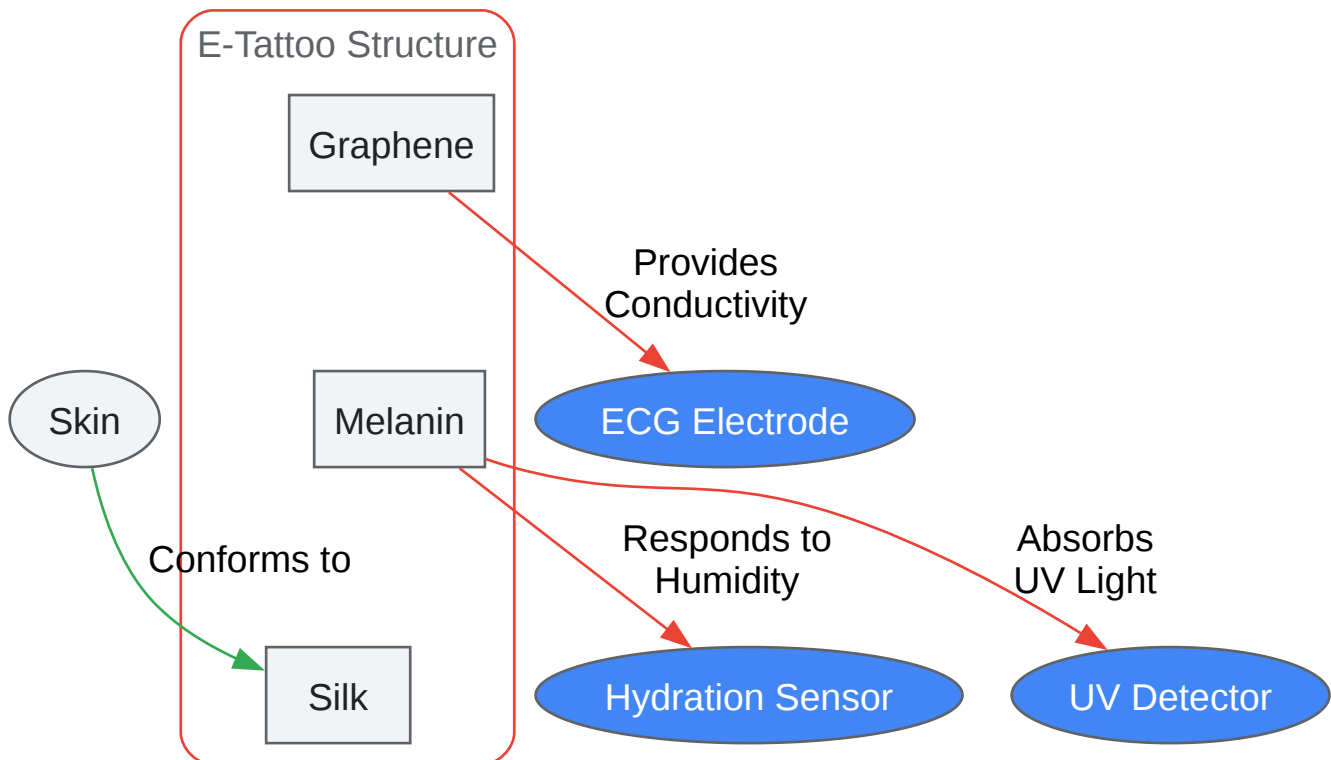 E-Tattoo Structure
Graphene
Provides
Conductivity
Skin
Melanin
ECG Electrode
Conforms to
Responds to
Humidity
Absorbs
UV Light
Silk
Hydration Sensor
UV Detector